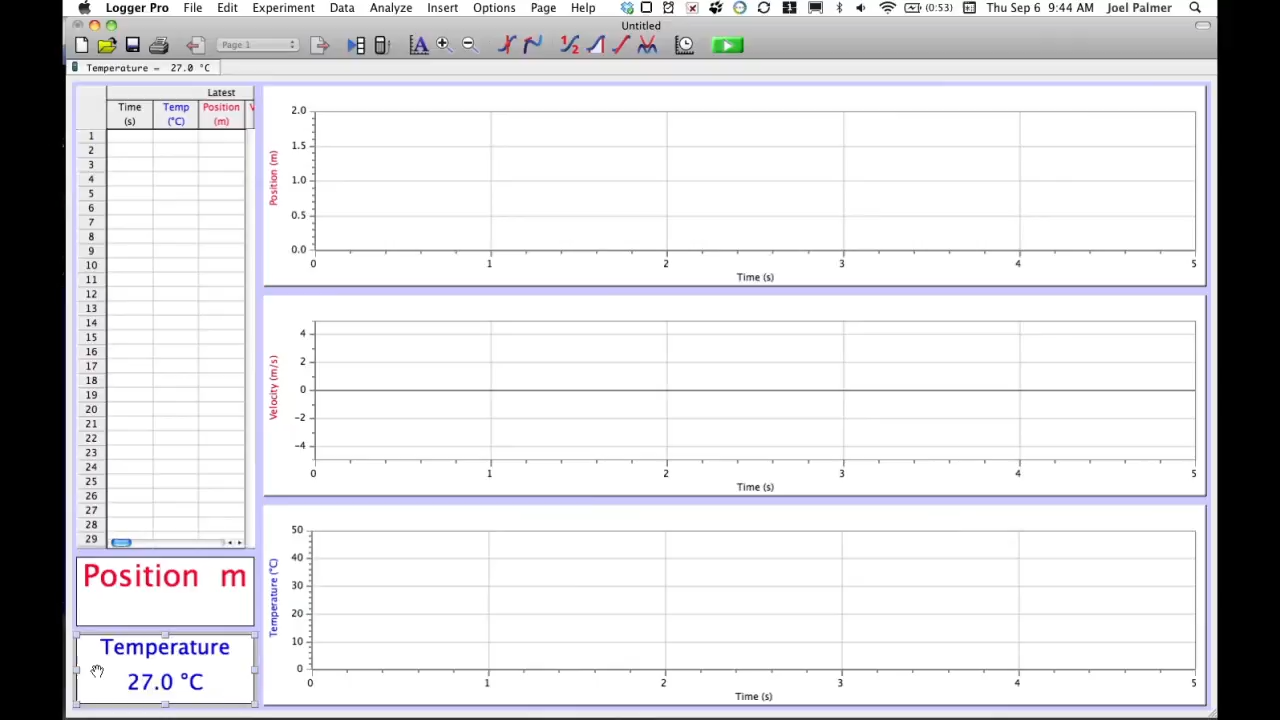 Logger Pro File Edit Experiment Data Analyze Insert Options Page Help (0:53) Thu Sep 6 9:44 AM Joel Palmer
Untitled
Page 1
Temperature = 27.0 °C
Latest
Time Temp Position V
(s) (°C) (m)
1
2
3
4
5
6
7
8
9
10
11
12
13
14
15
16
17
18
19
20
21
22
23
24
25
26
27
28
29
Position m
Temperature
27.0 °C
Position (m)
2.0
1.5
1.0
0.5
0.0
0 1 2 3 4 5
Time (s)
Velocity (m/s)
4
2
0
−2
−4
0 1 2 3 4 5
Time (s)
Temperature (°C)
50
40
30
20
10
0
0 1 2 3 4 5
Time (s)